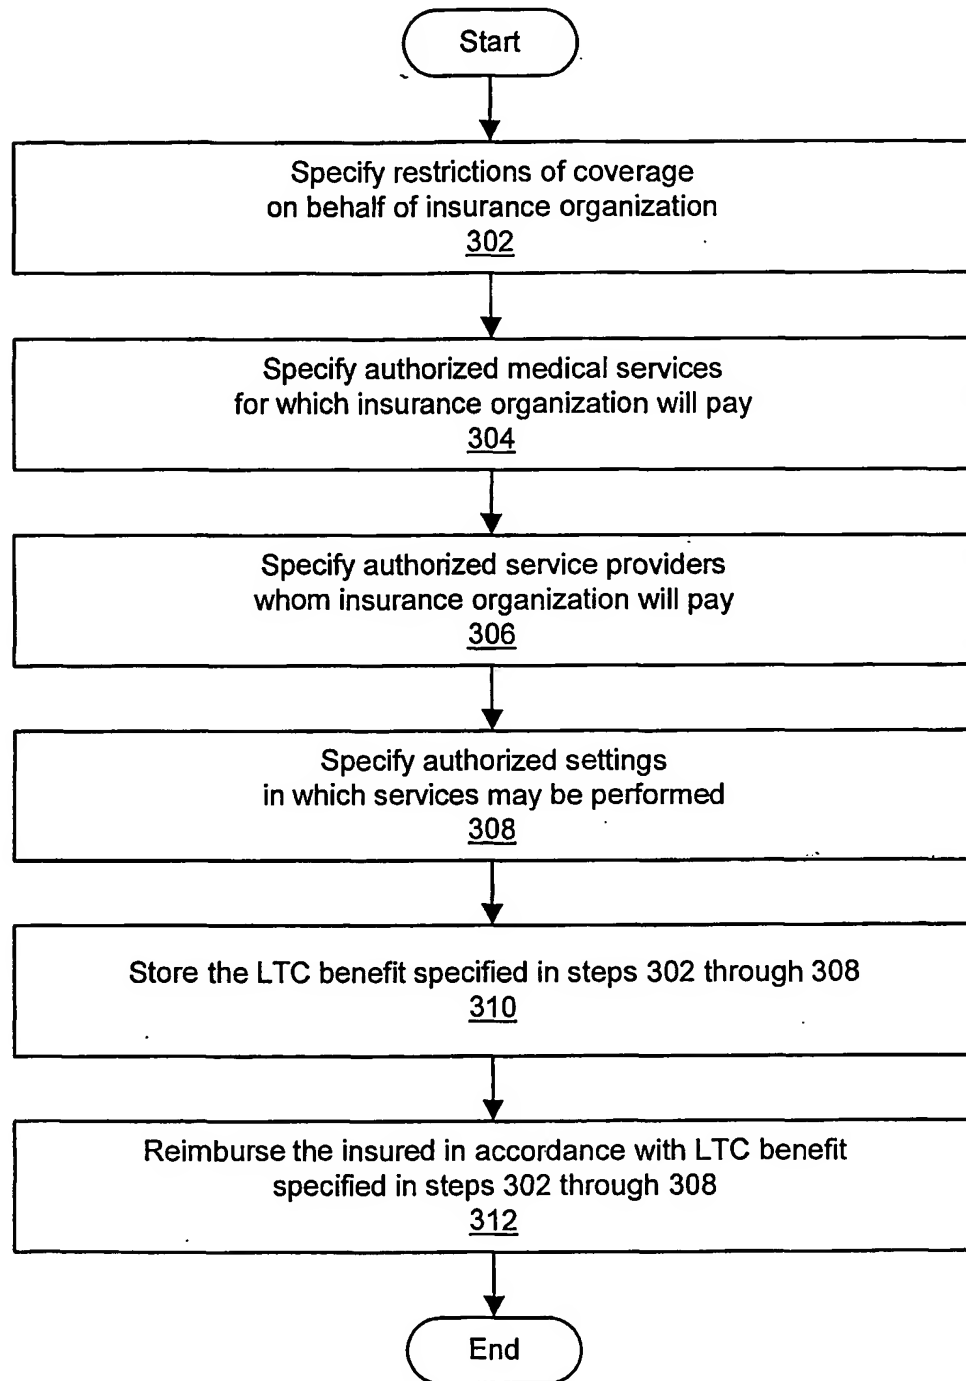 Start
Specify restrictions of coverage
on behalf of insurance organization
302
Specify authorized medical services
for which insurance organization will pay
304
Specify authorized service providers
whom insurance organization will pay
306
Specify authorized settings
in which services may be performed
308
Store the LTC benefit specified in steps 302 through 308
310
Reimburse the insured in accordance with LTC benefit
specified in steps 302 through 308
312
End